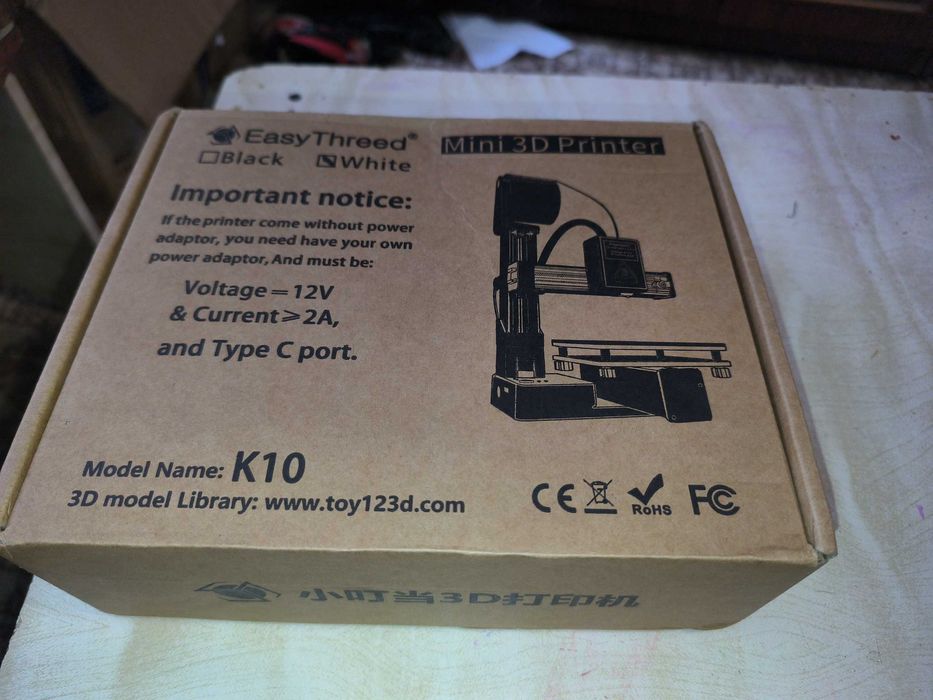 EasyThreed®
Black White
Mini 3D Printer
Important notice:
If the printer come without power
adaptor, you need have your own
power adaptor, And must be:
Voltage=12V
& Current≥2A,
and Type C port.
Model Name: K10
3D model Library: www.toy123d.com
CE RoHS FC
小叮当3D打印机